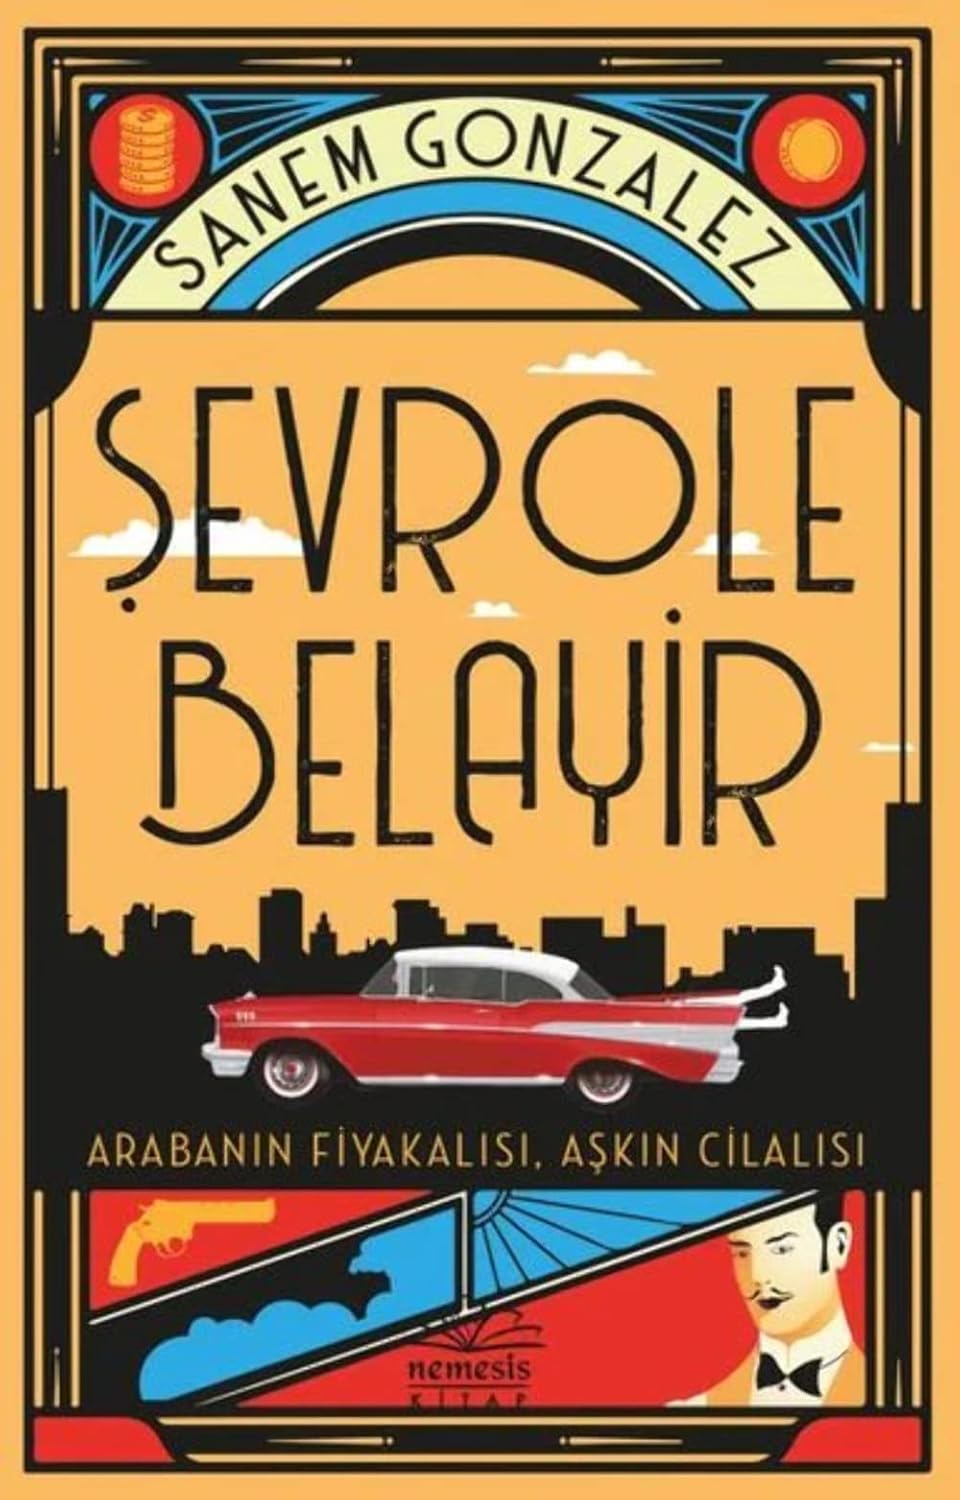 SANEM GONZALEZ
ŞEVROLE
BELAYİR
ARABANIN FİYAKALISI, AŞKIN CİLALISI
nemesis
KİTAP